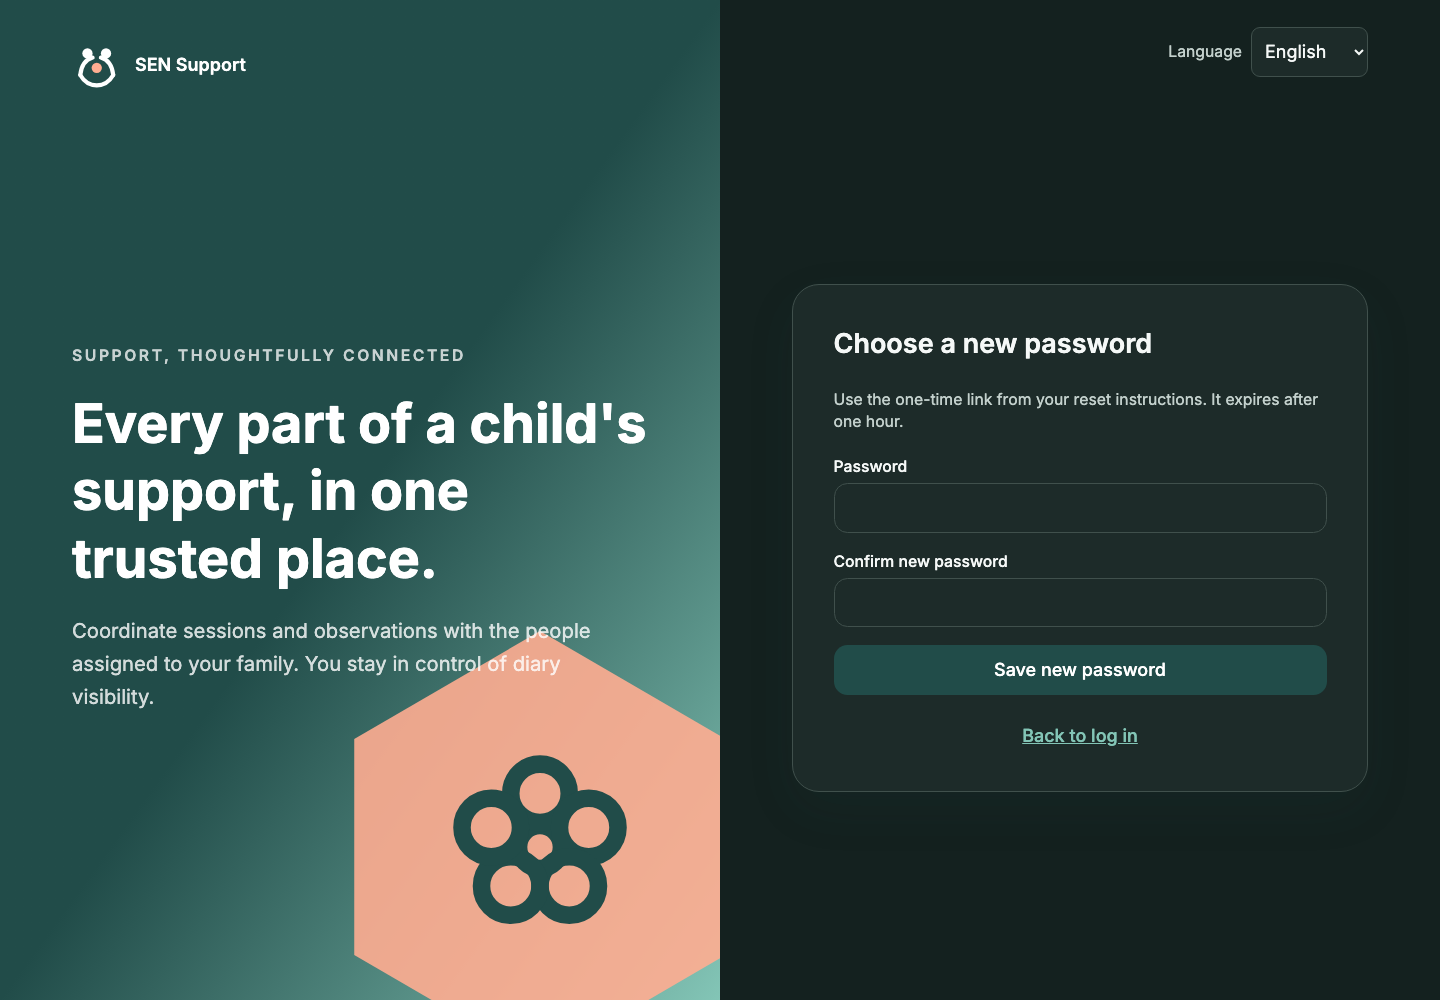 SEN Support
Language
English
SUPPORT, THOUGHTFULLY CONNECTED
Every part of a child's
support, in one
trusted place.
Coordinate sessions and observations with the people
assigned to your family. You stay in control of diary
visibility.
Choose a new password
Use the one-time link from your reset instructions. It expires after
one hour.
Password
Confirm new password
Save new password
Back to log in